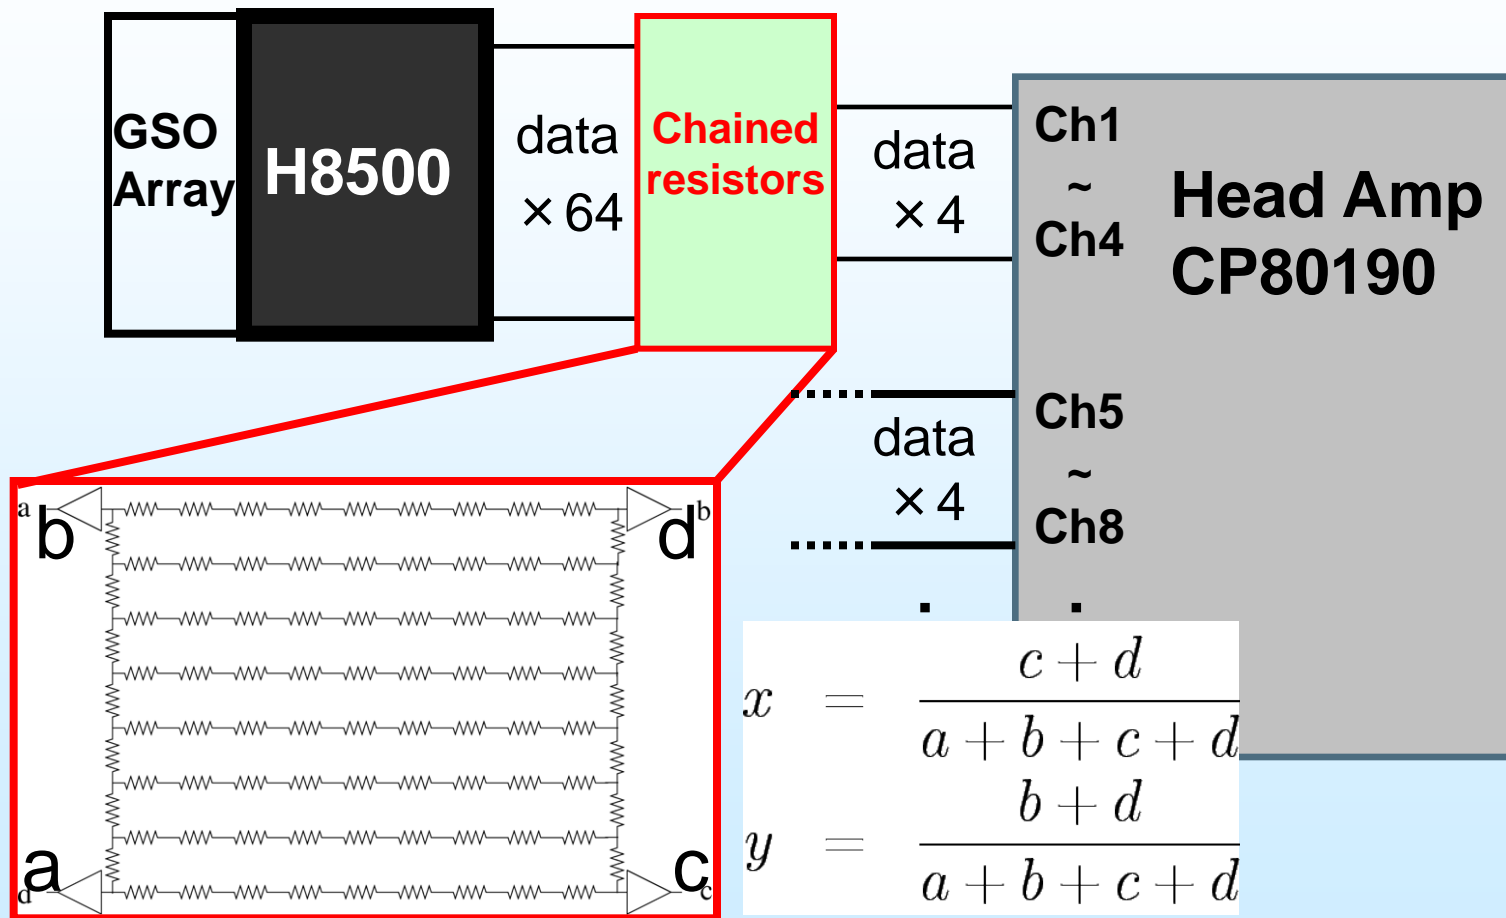 GSO
Array
H8500
data
×64
Chained
resistors
data
×4
Ch1
~
Ch4
Head Amp
CP80190
data
×4
Ch5
~
Ch8
.
.
a
b
d
b
a
d
c
c
x = c + d
a + b + c + d
y = b + d
a + b + c + d